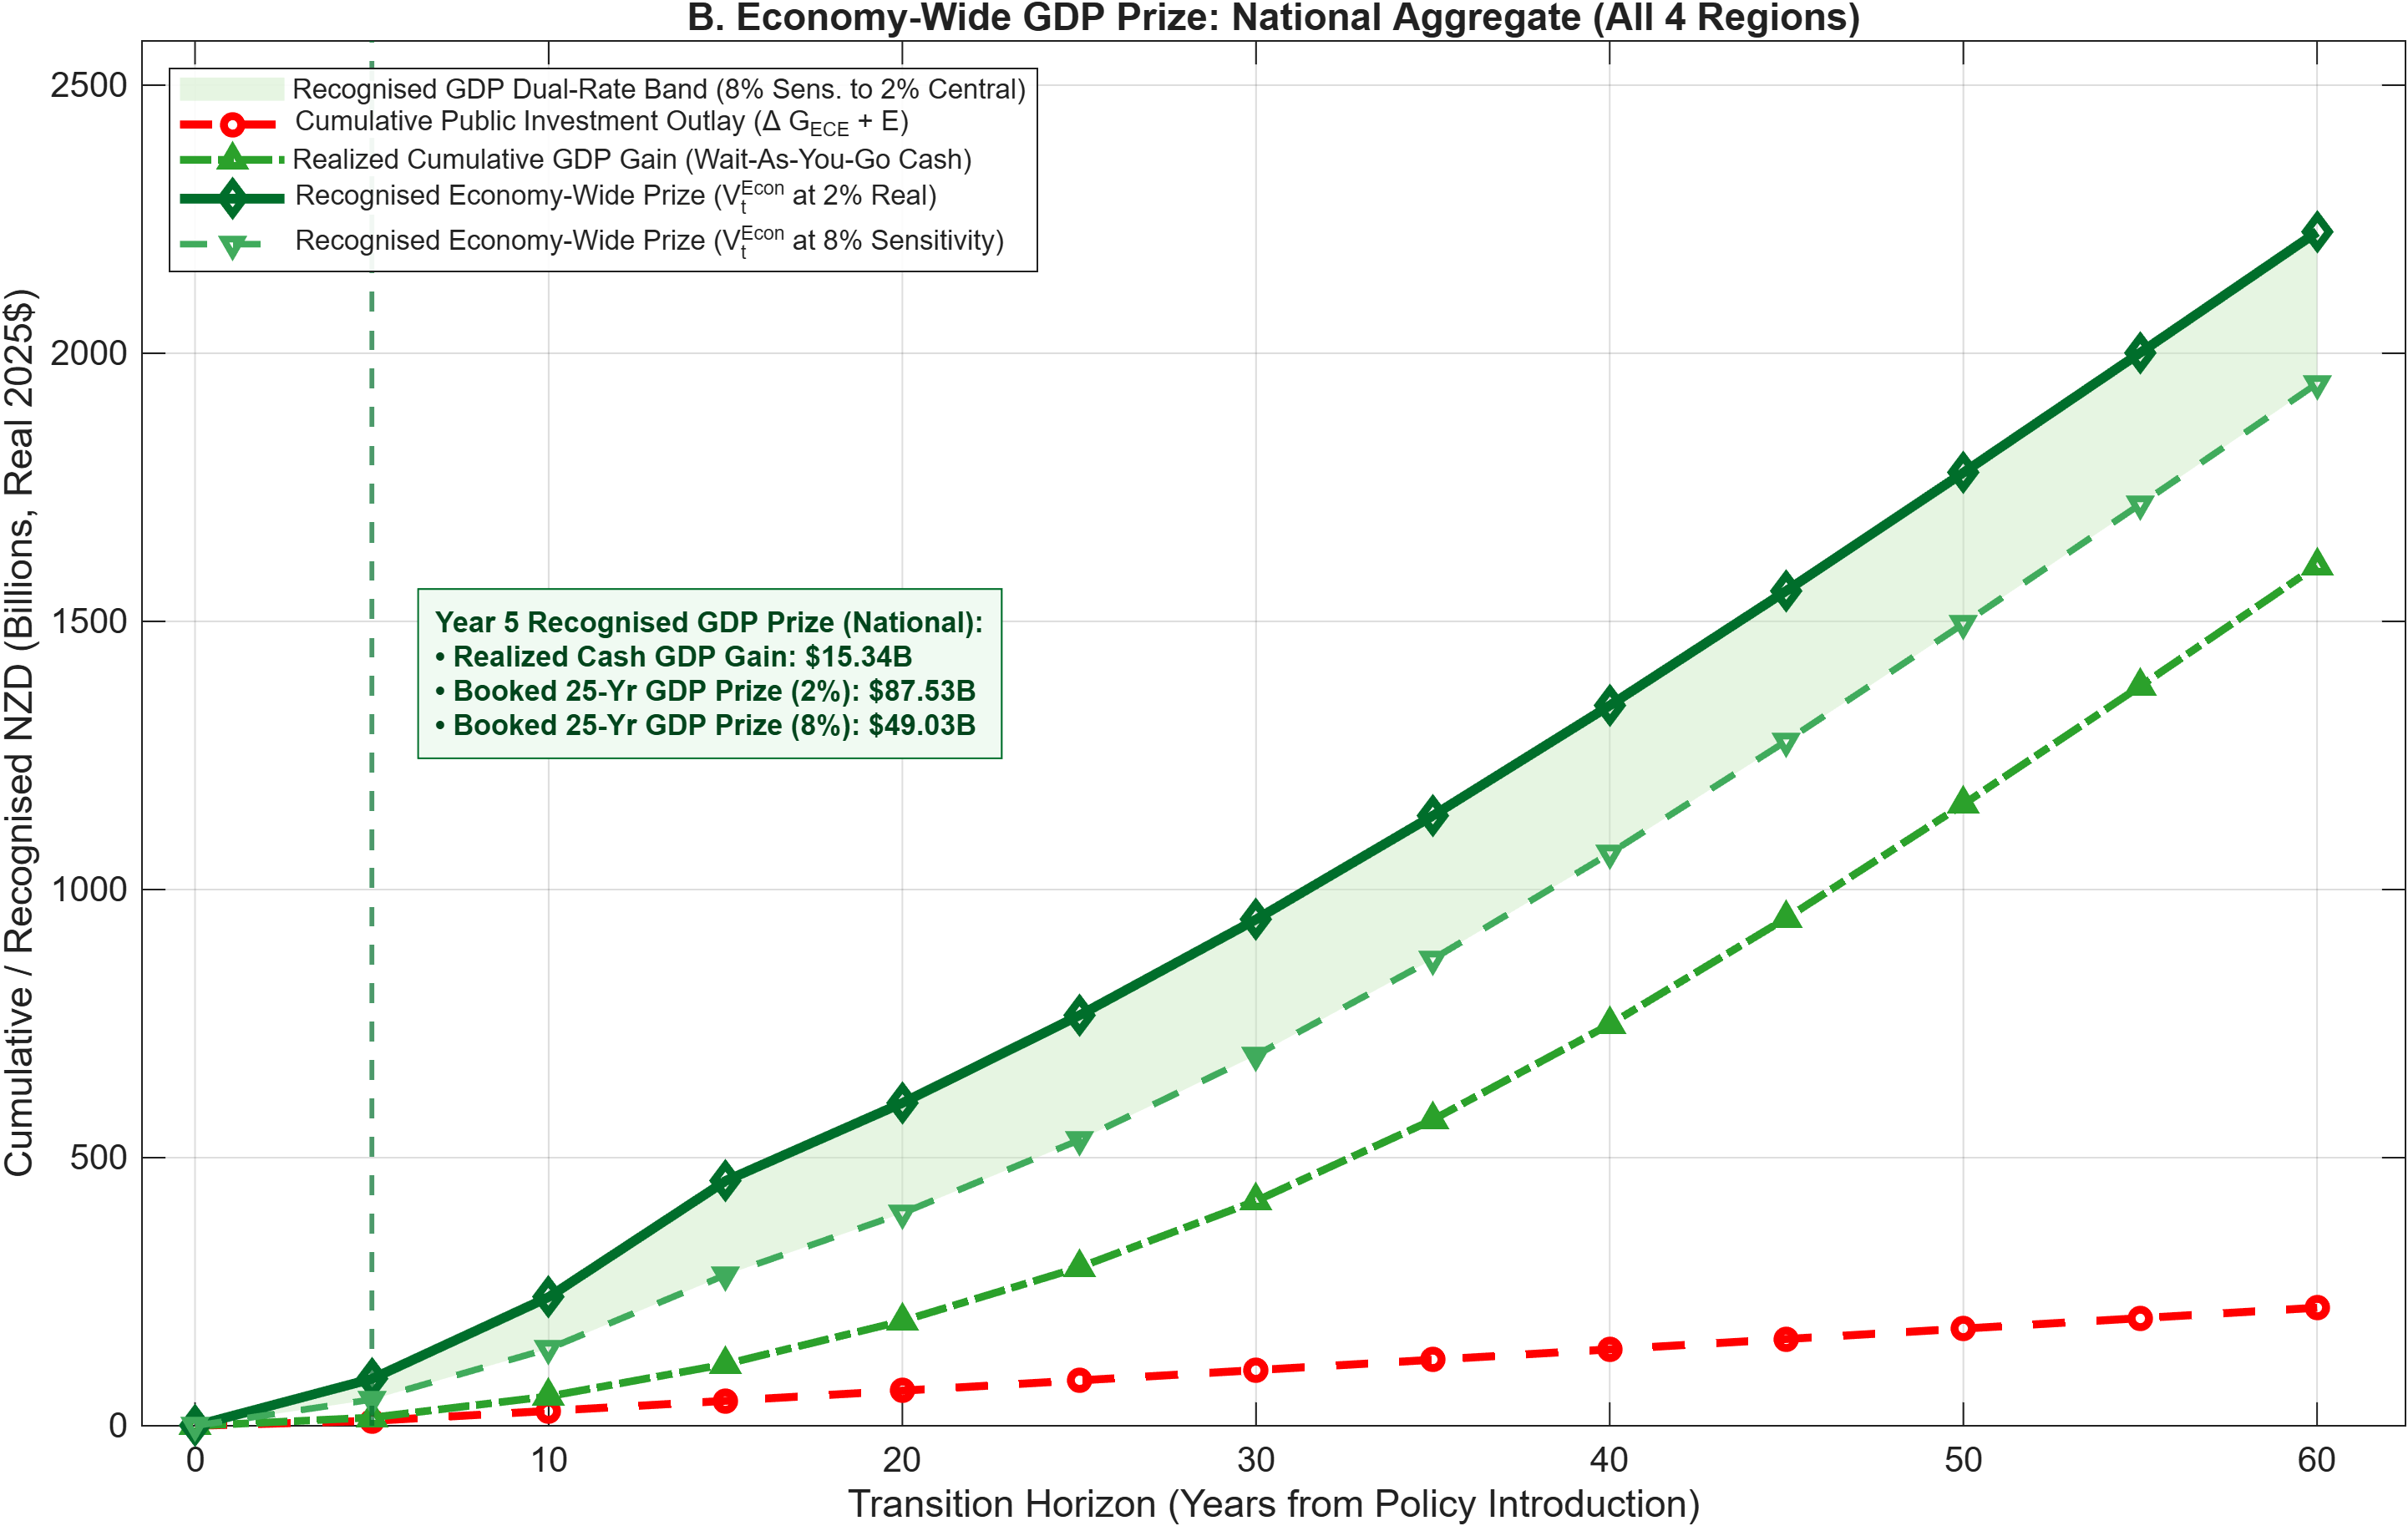 B. Economy-Wide GDP Prize: National Aggregate (All 4 Regions)
Recognised GDP Dual-Rate Band (8% Sens. to 2% Central)
Cumulative Public Investment Outlay (Δ G_ECE + E)
Realized Cumulative GDP Gain (Wait-As-You-Go Cash)
Recognised Economy-Wide Prize (V_t^Econ at 2% Real)
Recognised Economy-Wide Prize (V_t^Econ at 8% Sensitivity)
Year 5 Recognised GDP Prize (National):
• Realized Cash GDP Gain: $15.34B
• Booked 25-Yr GDP Prize (2%): $87.53B
• Booked 25-Yr GDP Prize (8%): $49.03B
Cumulative / Recognised NZD (Billions, Real 2025$)
2500
2000
1500
1000
500
0
0 10 20 30 40 50 60
Transition Horizon (Years from Policy Introduction)